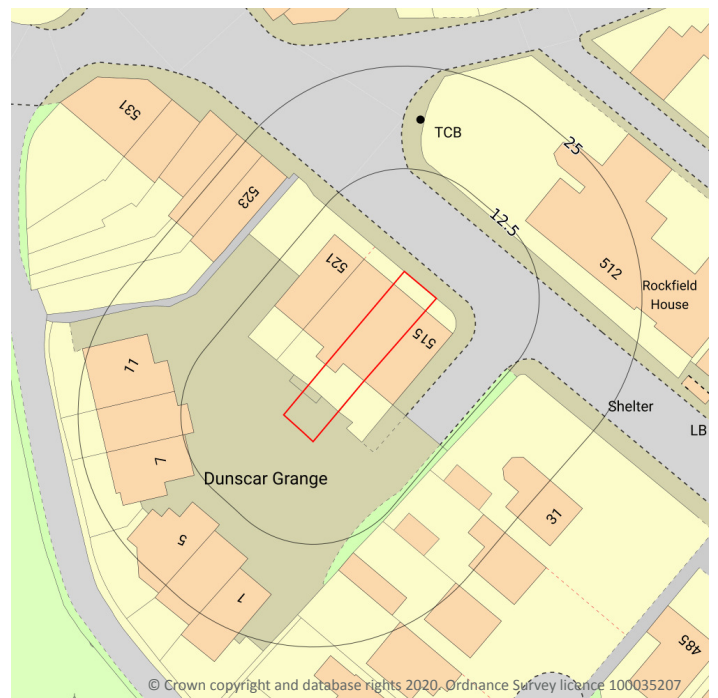 531
TCB
25
523
12.5
521
512
Rockfield
House
515
11
Shelter
LB
7
Dunscar Grange
31
5
1
485
© Crown copyright and database rights 2020. Ordnance Survey licence 100035207